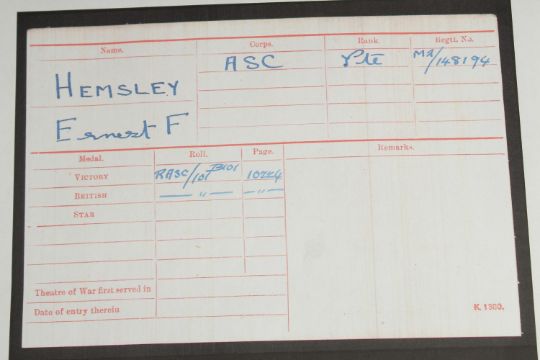 Name. Corps. Rank. Regtl. No.
HEMSLEY ASC Pte M2/148194
Ernest F
Medal. Roll. Page. Remarks.
VICTORY RASC/101 B101 10224
BRITISH — " — — " —
STAR
Theatre of War first served in
Date of entry therein
K. 1380.